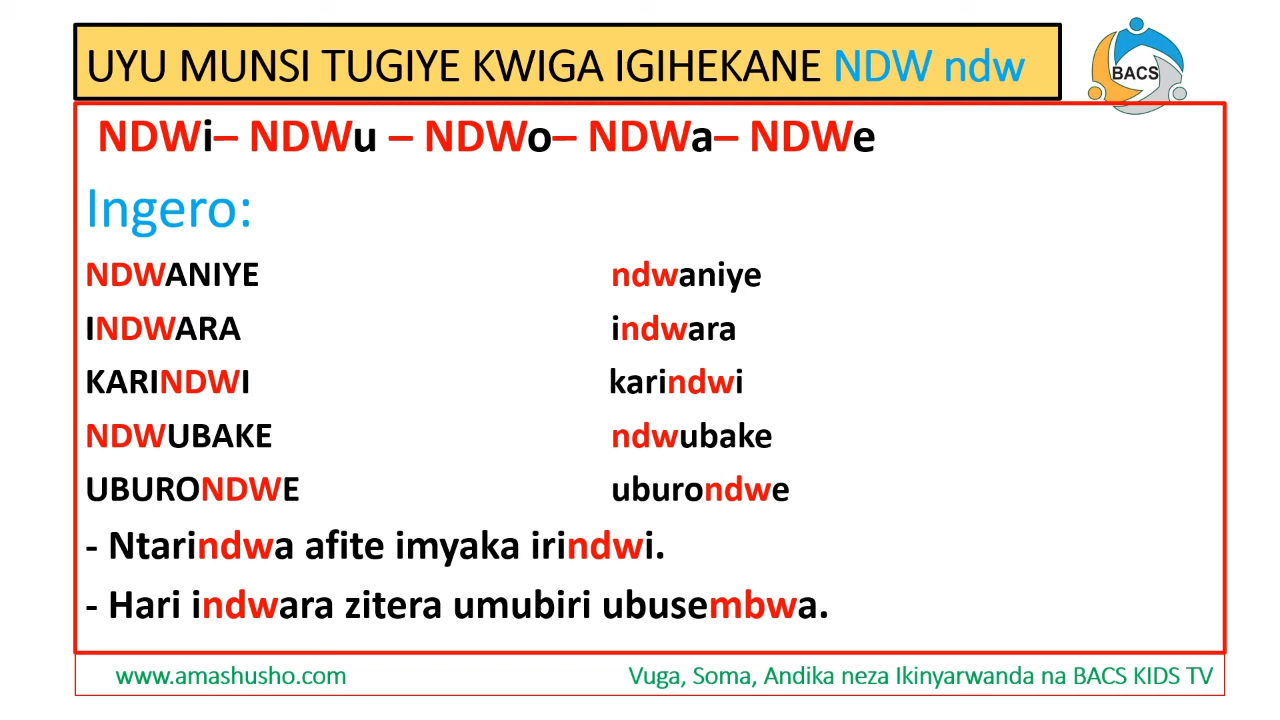 UYU MUNSI TUGIYE KWIGA IGIHEKANE NDW ndw
BACS
NDWi– NDWu – NDWo– NDWa– NDWe
Ingero:
NDWANIYE ndwaniye
INDWARA indwara
KARINDWI karindwi
NDWUBAKE ndwubake
UBURONDWE uburondwe
- Ntarindwa afite imyaka irindwi.
- Hari indwara zitera umubiri ubusembwa.
www.amashusho.com Vuga, Soma, Andika neza Ikinyarwanda na BACS KIDS TV